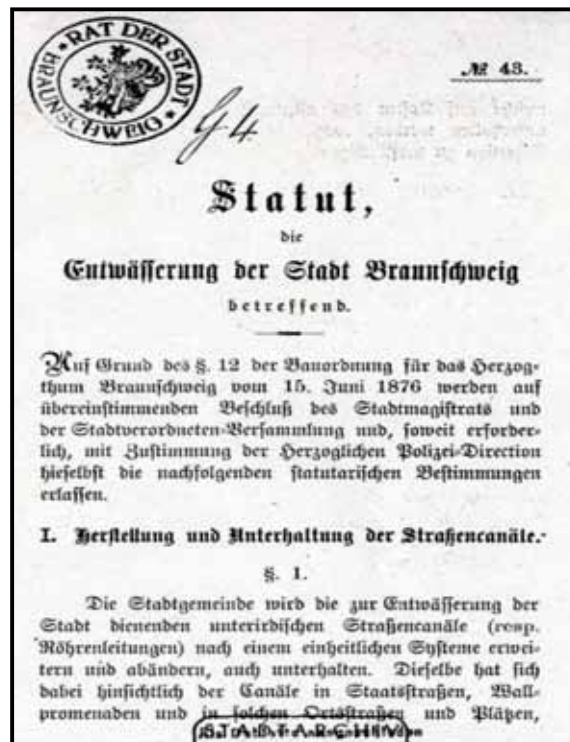 RAT DER STADT
BRAUNSCHWEIG
№ 43.
G 4
Statut,
die
Entwässerung der Stadt Braunschweig
betreffend.
Auf Grund des §. 12 der Bauordnung für das Herzog-
thum Braunschweig vom 15. Juni 1876 werden auf
übereinstimmenden Beschluß des Stadtmagistrats und
der Stadtverordneten-Versammlung und, soweit erforder-
lich, mit Zustimmung der Herzoglichen Polizei-Direction
hieselbst die nachfolgenden statutarischen Bestimmungen
erlassen.
I. Herstellung und Unterhaltung der Straßencanäle.
§. 1.
Die Stadtgemeinde wird die zur Entwässerung der
Stadt dienenden unterirdischen Straßencanäle (resp.
Röhrenleitungen) nach einem einheitlichen Systeme erwei-
tern und abändern, auch unterhalten. Dieselbe hat sich
dabei hinsichtlich der Canäle in Staatsstraßen, Wall-
promenaden und in solchen Ortsstraßen und Plätzen,
STADTARCHIV